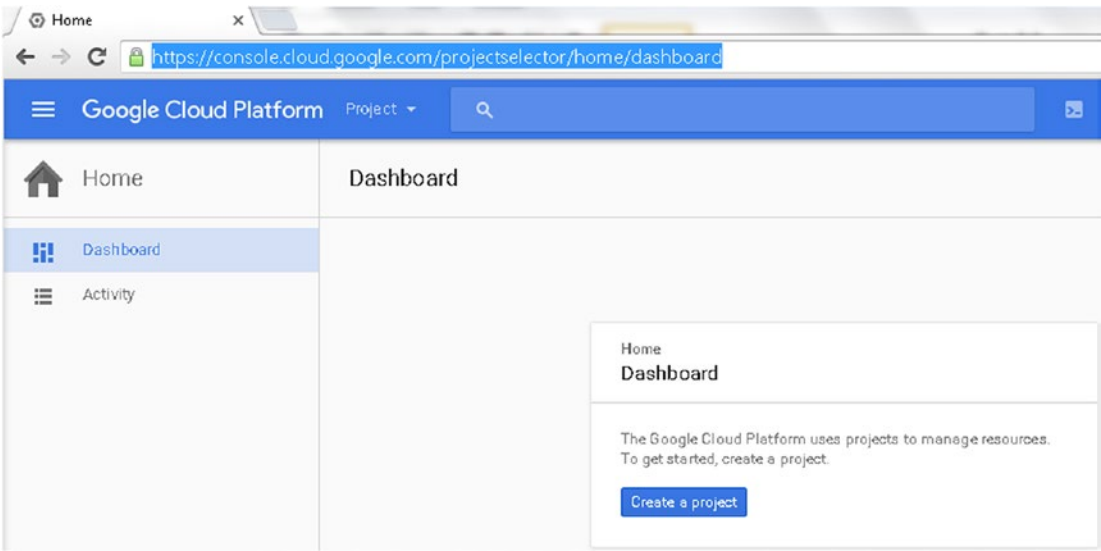 Home
https://console.cloud.google.com/projectselector/home/dashboard
Google Cloud Platform Project
Home
Dashboard
Dashboard
Activity
Home
Dashboard
The Google Cloud Platform uses projects to manage resources.
To get started, create a project.
Create a project